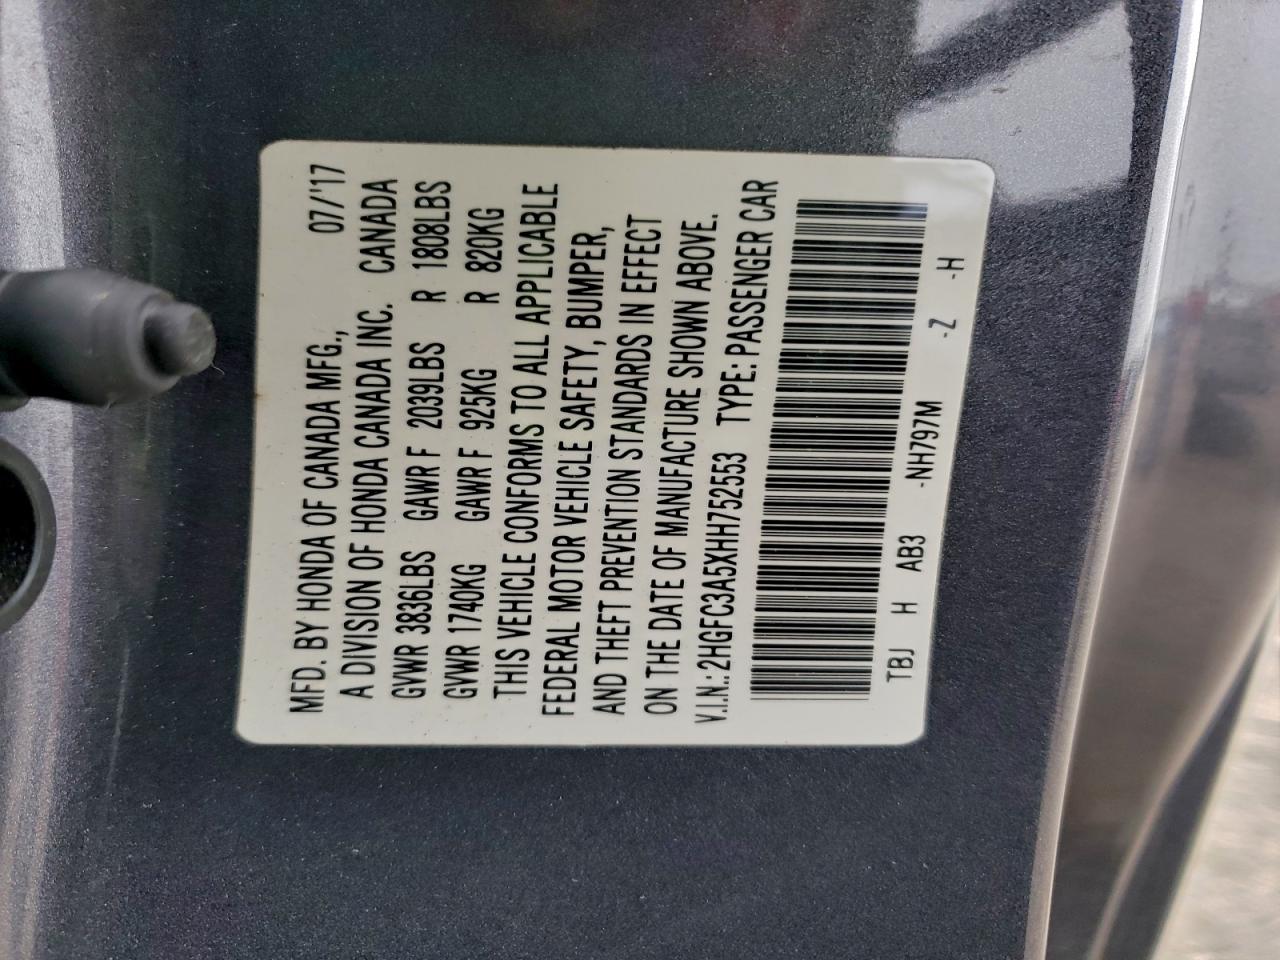 MFD. BY HONDA OF CANADA MFG., 07/'17
A DIVISION OF HONDA CANADA INC. CANADA
GVWR 3836LBS GAWR F 2039LBS R 1808LBS
GVWR 1740KG GAWR F 925KG R 820KG
THIS VEHICLE CONFORMS TO ALL APPLICABLE
FEDERAL MOTOR VEHICLE SAFETY, BUMPER,
AND THEFT PREVENTION STANDARDS IN EFFECT
ON THE DATE OF MANUFACTURE SHOWN ABOVE.
V.I.N.: 2HGFC3A5XHH752553 TYPE: PASSENGER CAR
TBJ H AB3 -NH797M -Z -H